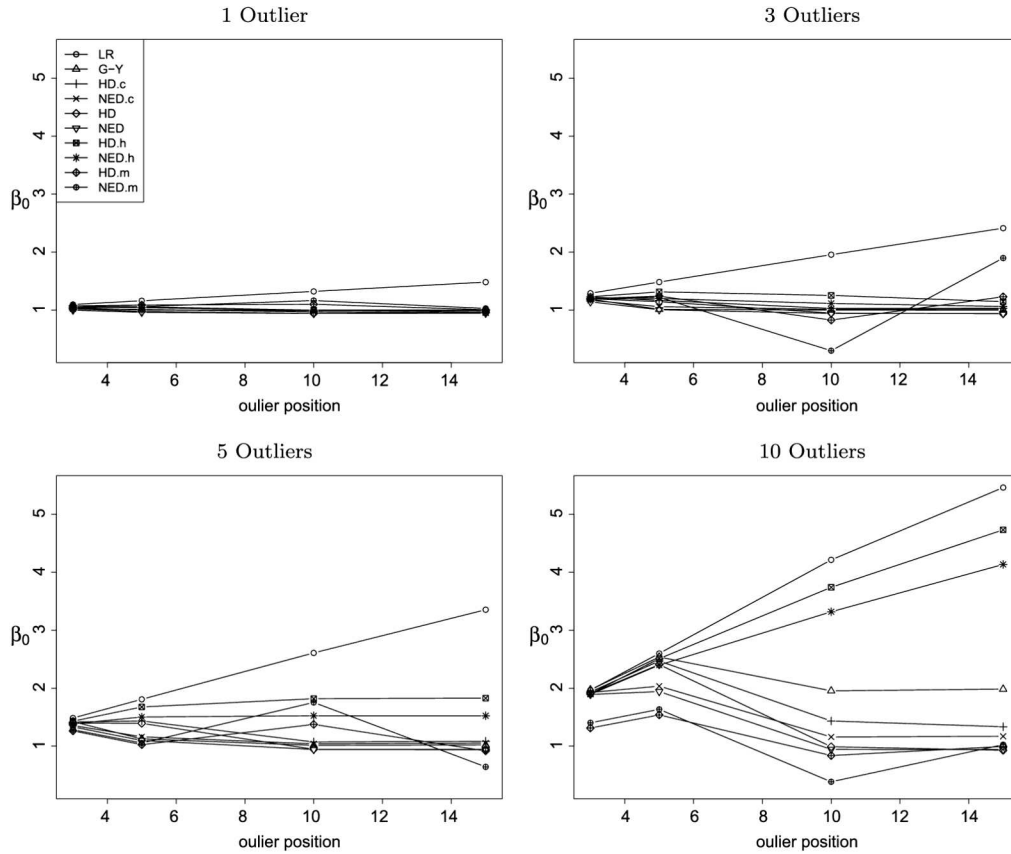 1 Outlier
β0
5
4
3
2
1
LR
G−Y
HD.c
NED.c
HD
NED
HD.h
NED.h
HD.m
NED.m
4 6 8 10 12 14
oulier position
3 Outliers
β0
5
4
3
2
1
4 6 8 10 12 14
oulier position
5 Outliers
β0
5
4
3
2
1
4 6 8 10 12 14
oulier position
10 Outliers
β0
5
4
3
2
1
4 6 8 10 12 14
oulier position